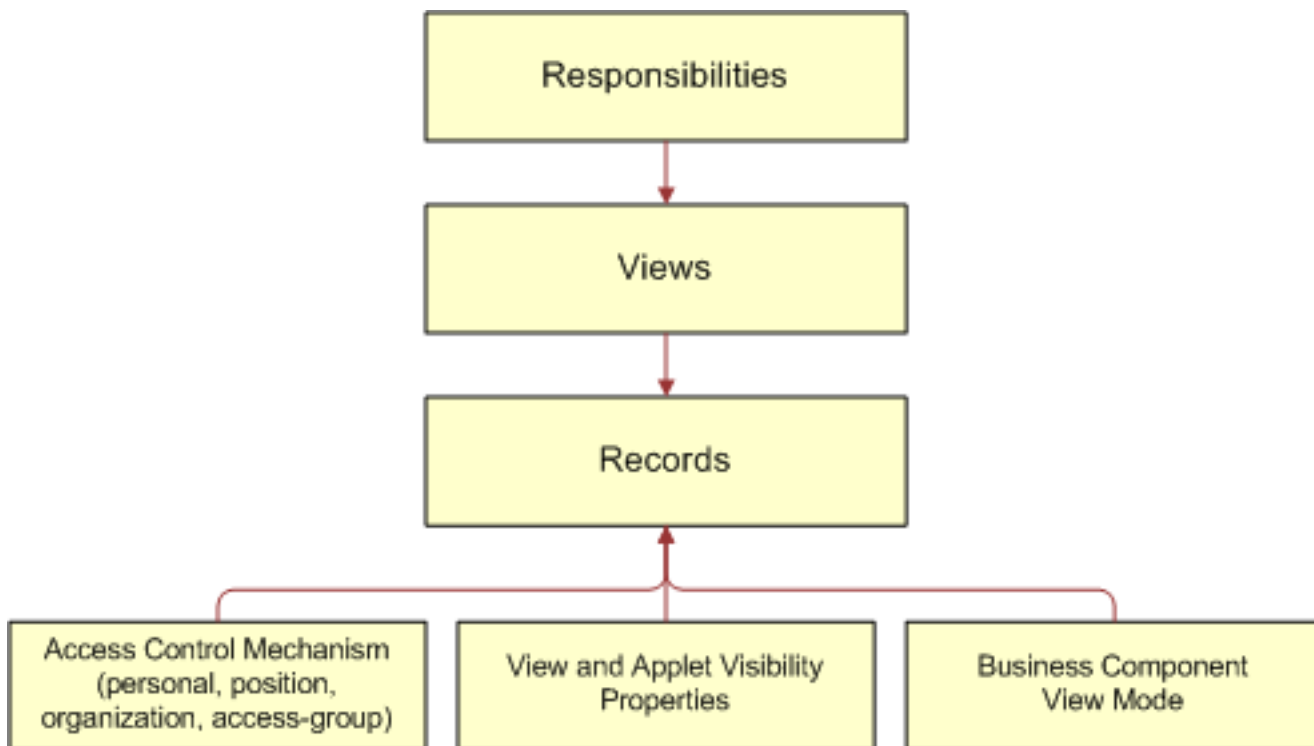 Responsibilities
Views
Records
Access Control Mechanism
(personal, position,
organization, access-group)
View and Applet Visibility
Properties
Business Component
View Mode